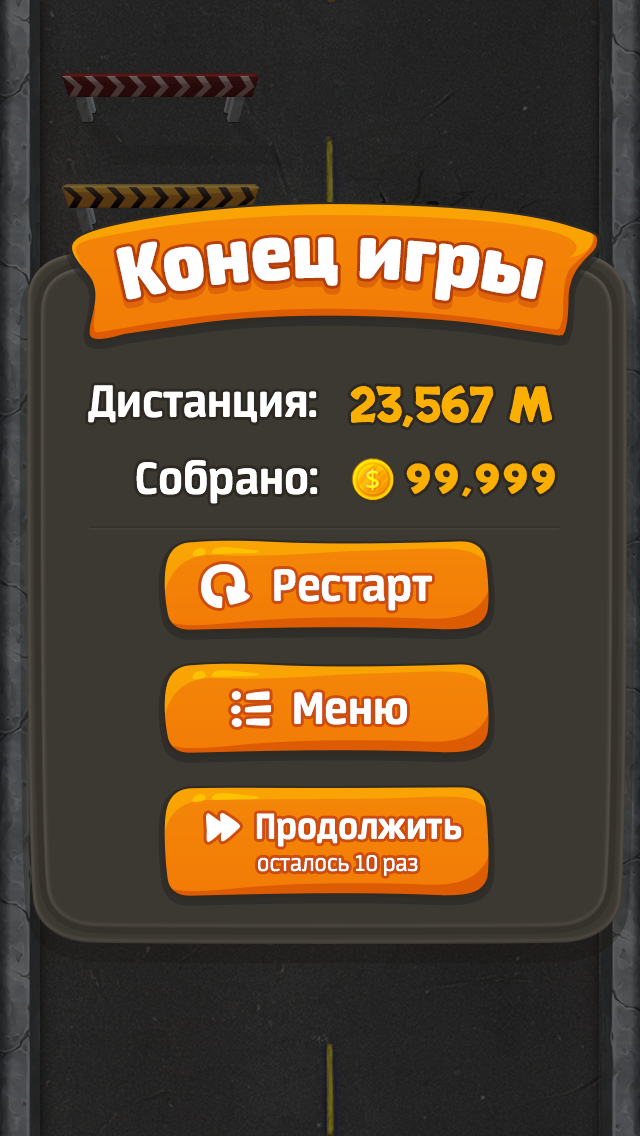 Конец игры
Дистанция: 23,567 М
Собрано: $ 99,999
Рестарт
Меню
Продолжить
осталось 10 раз